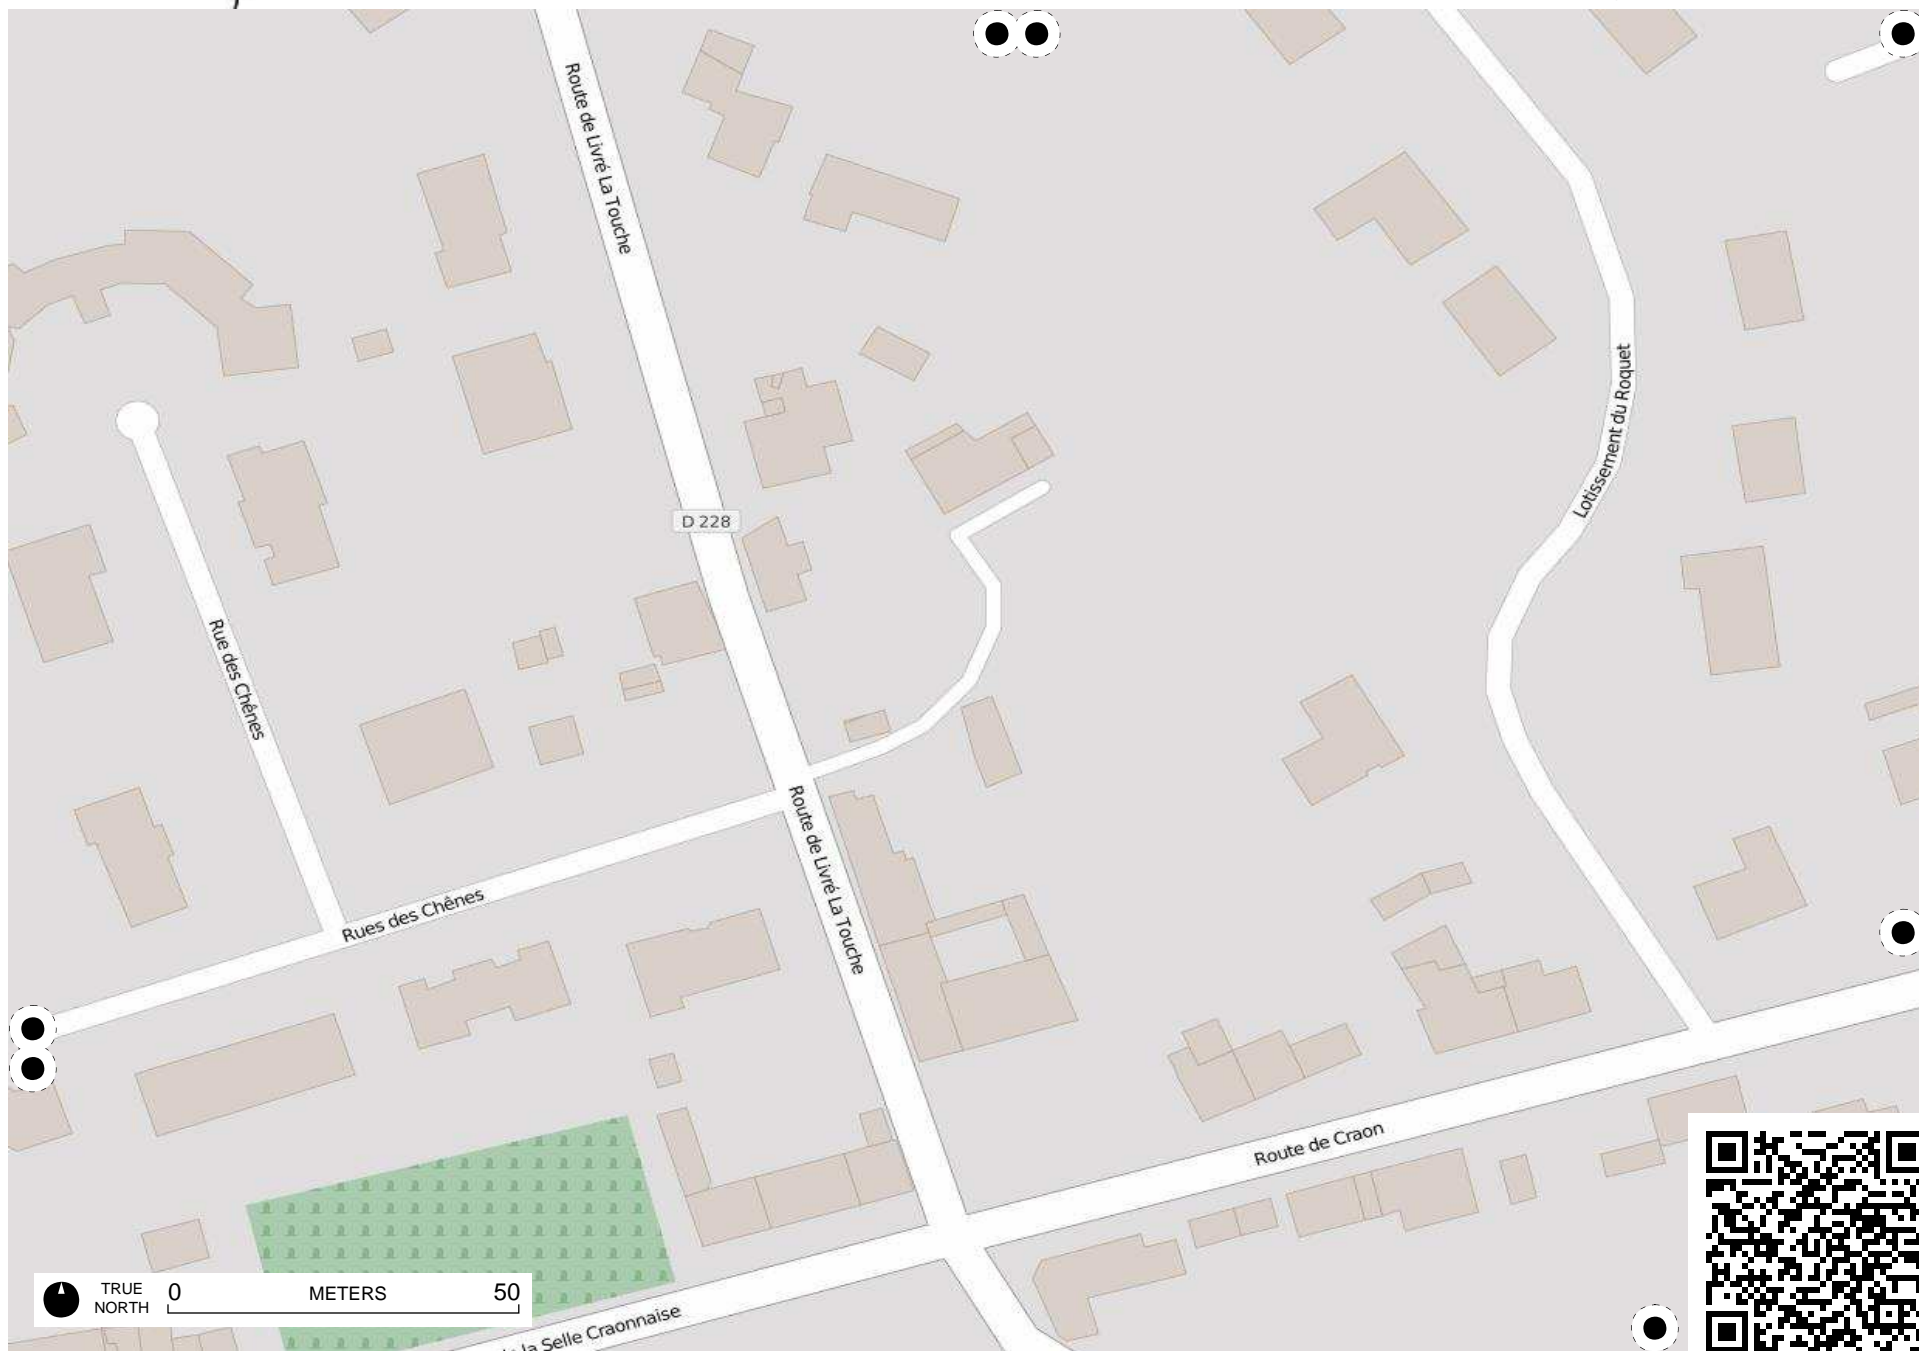 Route de Livré La Touche
Lotissement du Roquet
D 228
Rue des Chênes
Route de Livré La Touche
Rues des Chênes
Route de Craon
TRUE
NORTH
0
METERS
50
la Selle Craonnaise